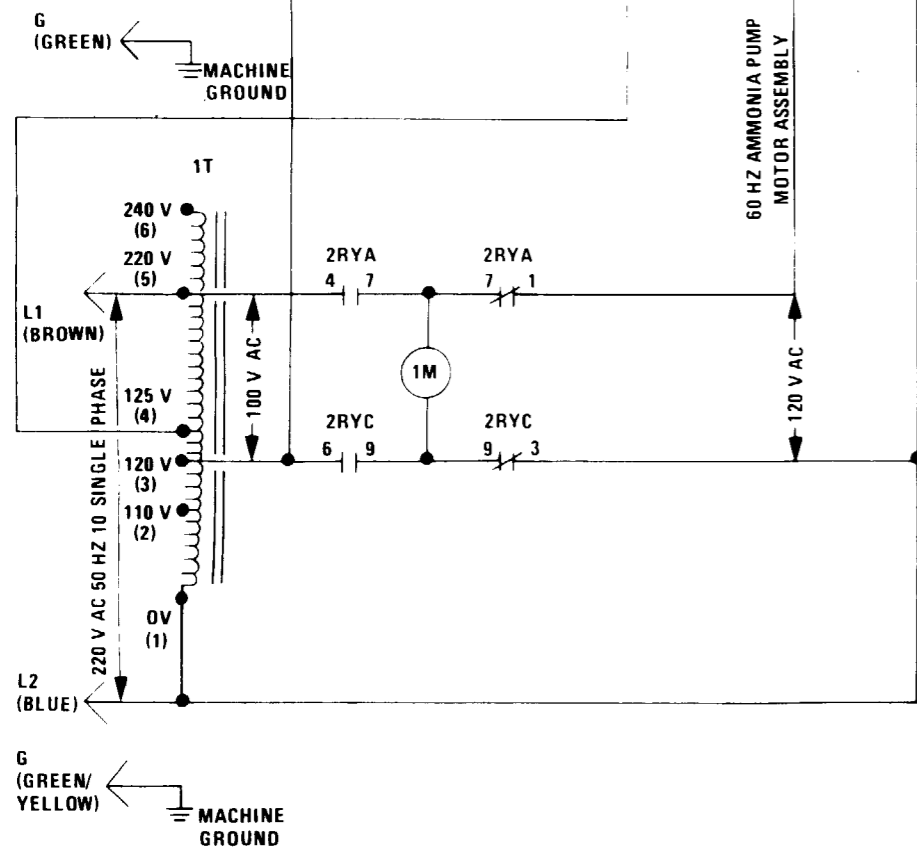 G
(GREEN)
MACHINE
GROUND
60 HZ AMMONIA PUMP
MOTOR ASSEMBLY
1T
240 V
(6)
220 V
(5)
2RYA
4 7
2RYA
7 1
L1
(BROWN)
220 V AC 50 HZ 10 SINGLE PHASE
100 V AC
1M
120 V AC
125 V
(4)
2RYC
6 9
2RYC
9 3
120 V
(3)
110 V
(2)
0V
(1)
L2
(BLUE)
G
(GREEN/
YELLOW)
MACHINE
GROUND